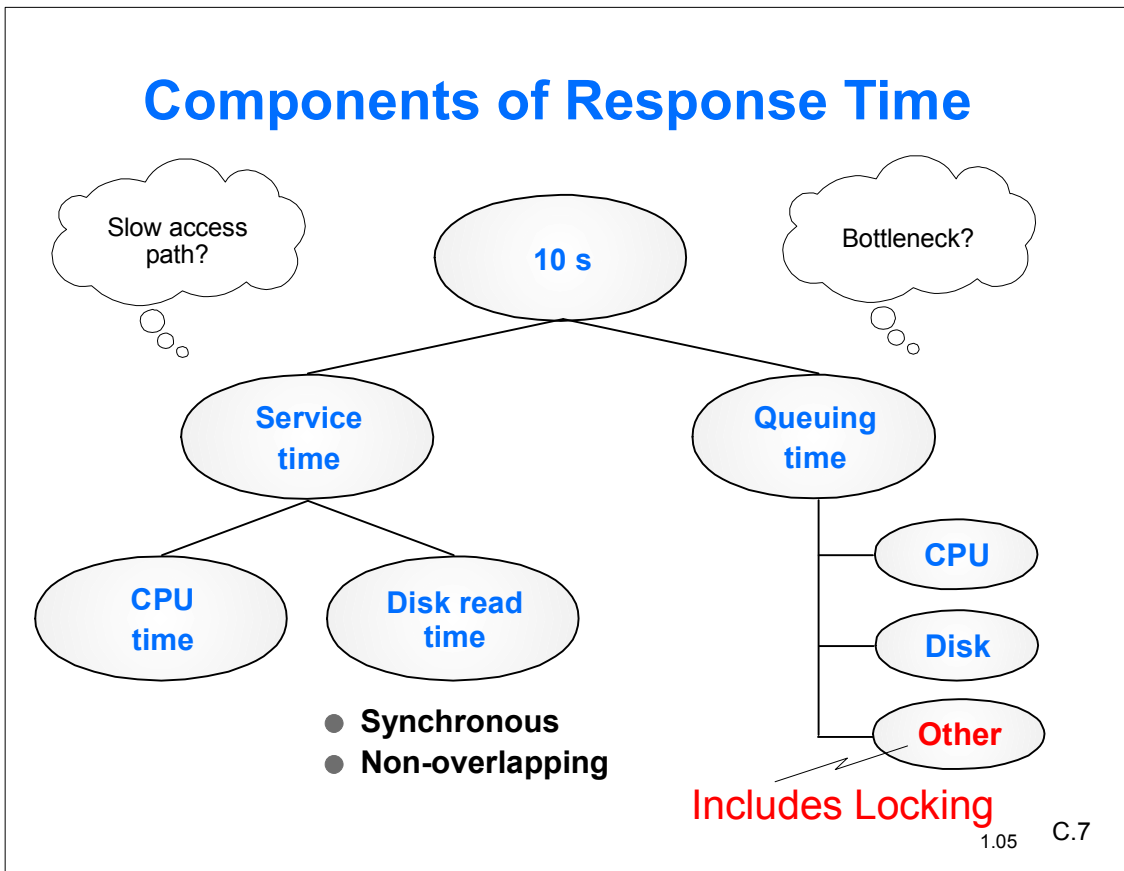 Components of Response Time
Slow access
path?
Bottleneck?
10 s
Service
time
Queuing
time
CPU
time
Disk read
time
CPU
Disk
Other
Synchronous
Non-overlapping
Includes Locking
1.05
C.7